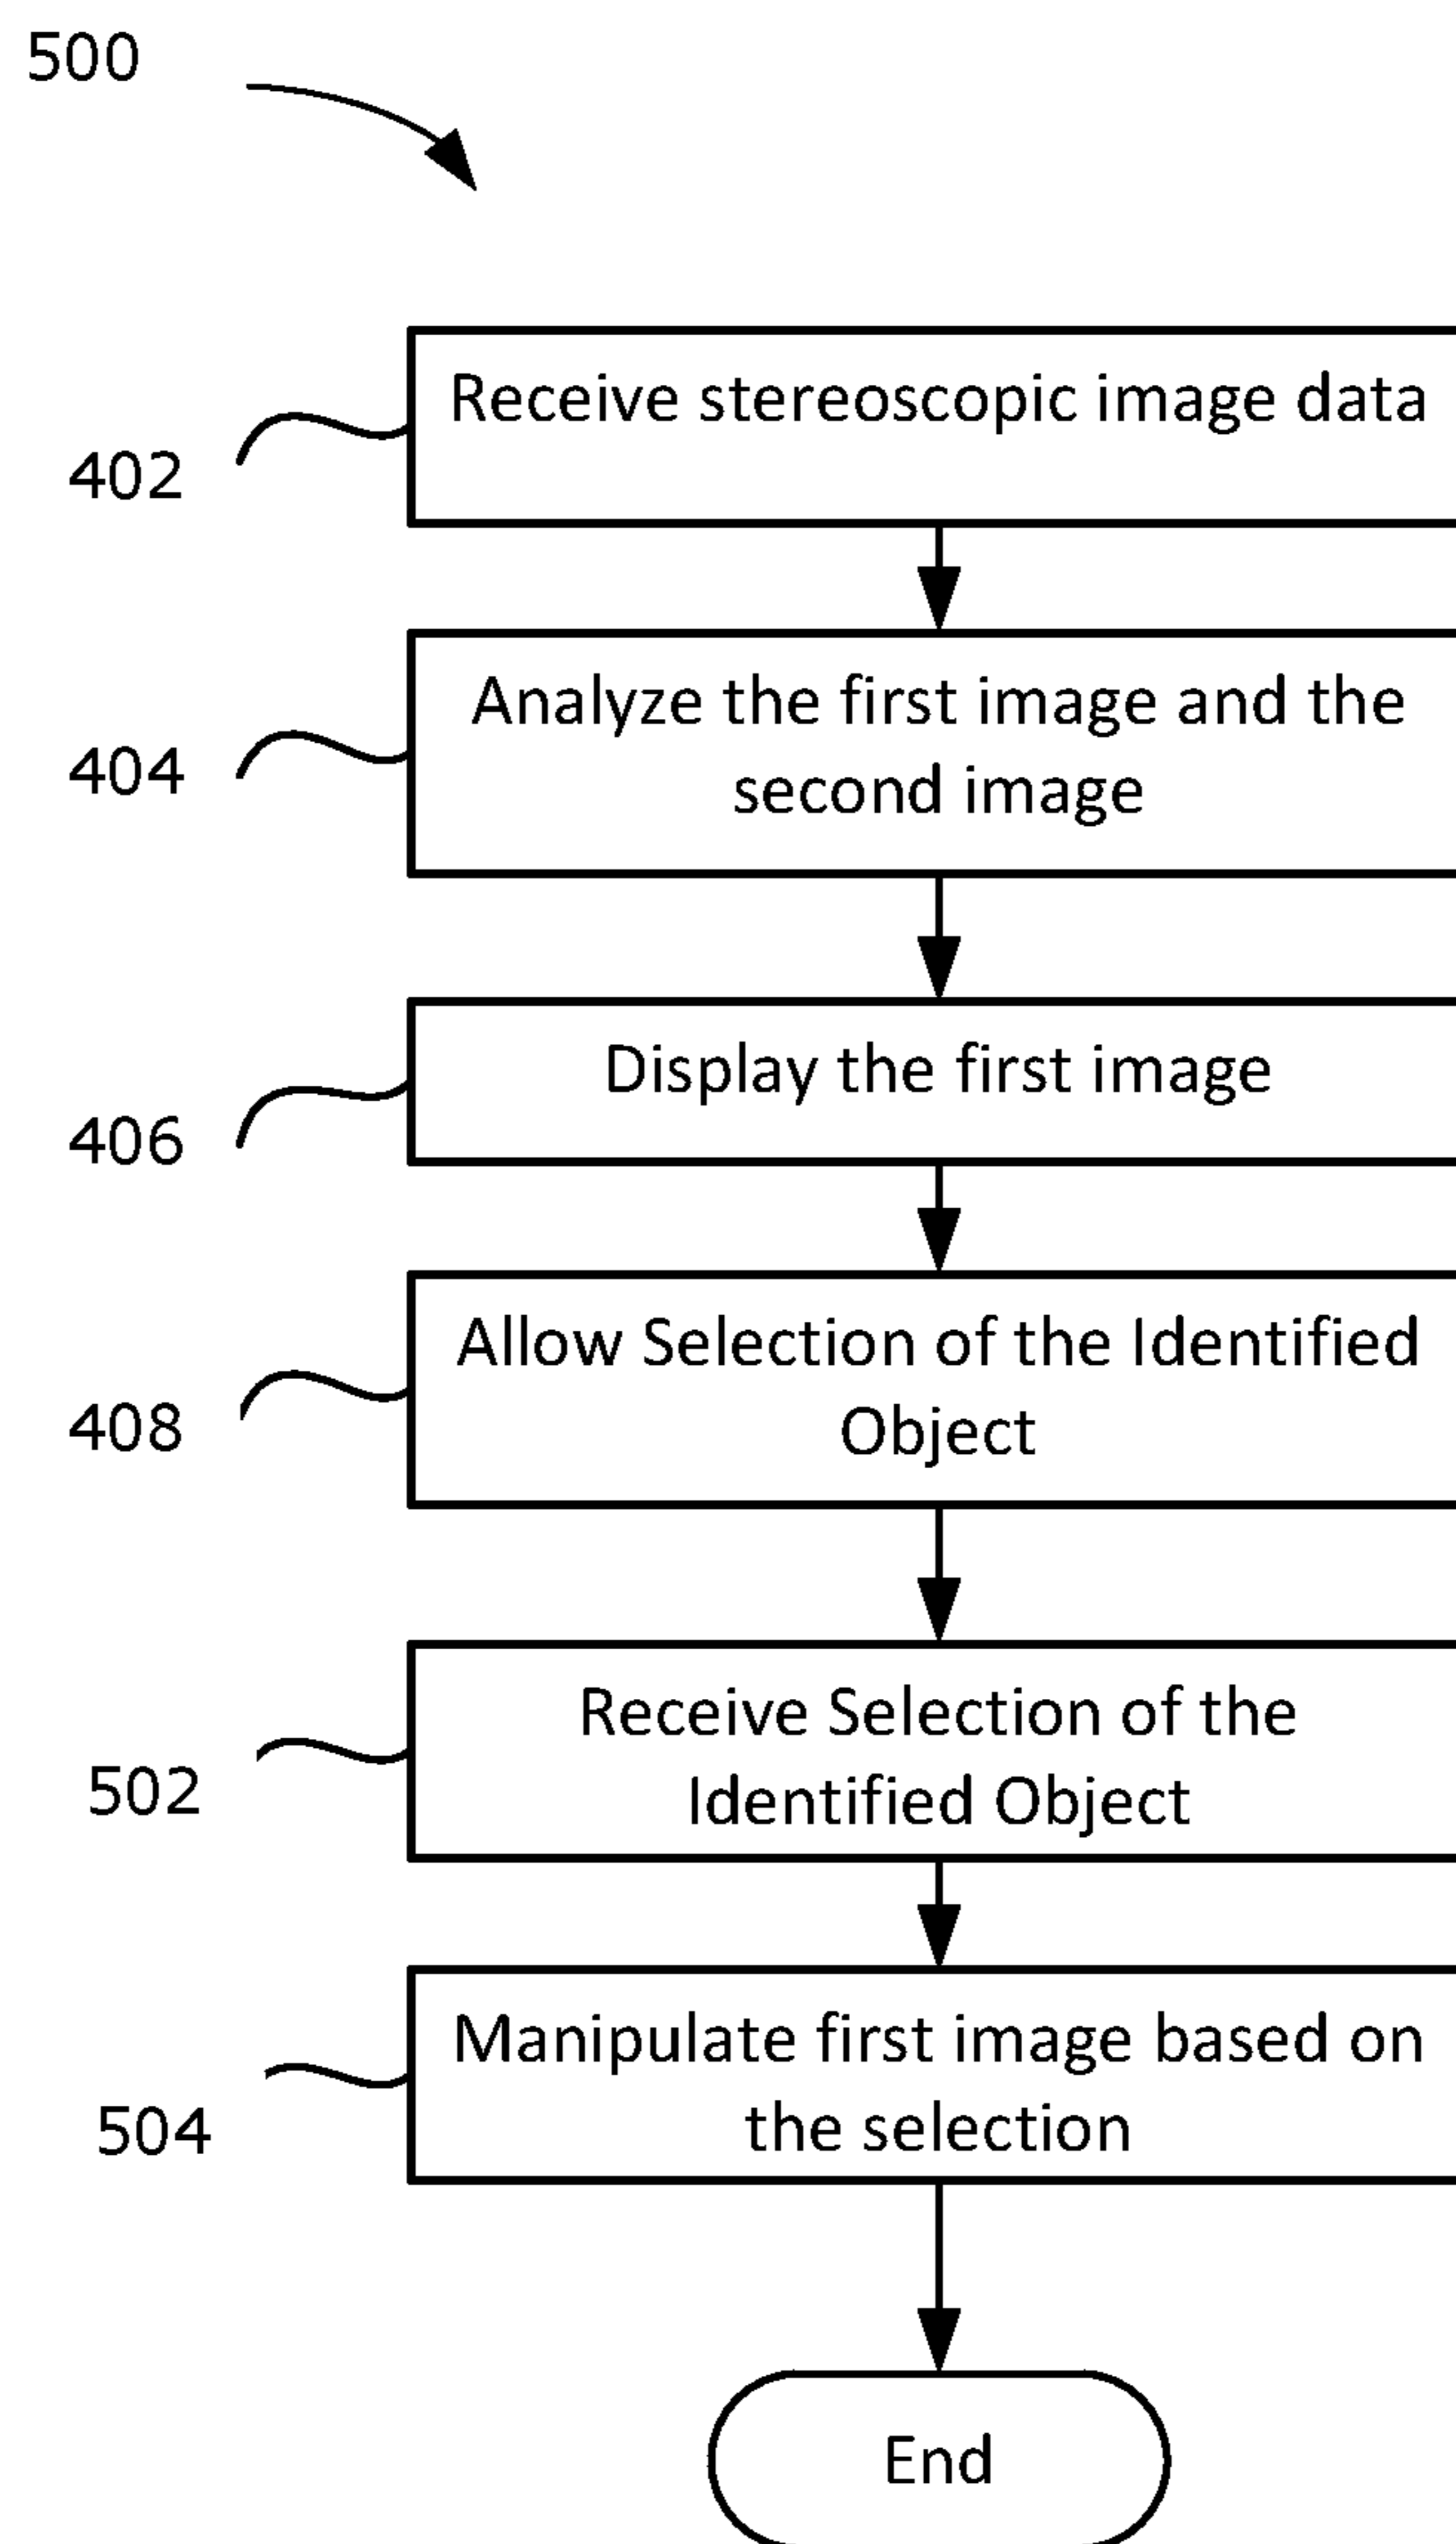 500
Receive stereoscopic image data
402
Analyze the first image and the
second image
404
Display the first image
406
Allow Selection of the Identified
Object
408
Receive Selection of the
Identified Object
502
Manipulate first image based on
the selection
504
End